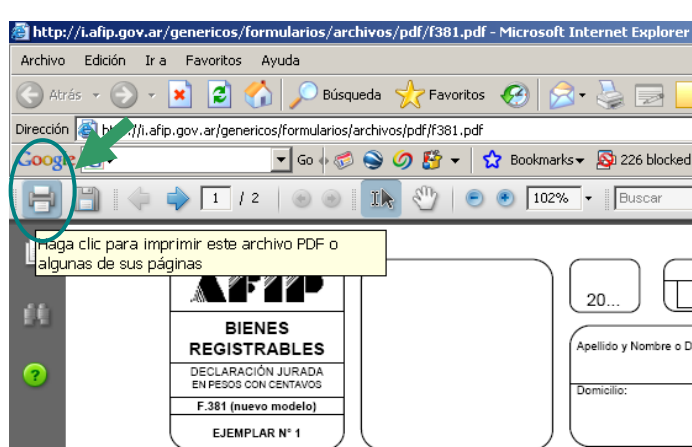 http://i.afip.gov.ar/genericos/formularios/archivos/pdf/f381.pdf - Microsoft Internet Explorer
Archivo Edición Ir a Favoritos Ayuda
Atrás Búsqueda Favoritos
Dirección http://i.afip.gov.ar/genericos/formularios/archivos/pdf/f381.pdf
Google Go Bookmarks 226 blocked
1 / 2 102% Buscar
Haga clic para imprimir este archivo PDF o
algunas de sus páginas
AFIP
20...
BIENES
REGISTRABLES
Apellido y Nombre o D
DECLARACIÓN JURADA
EN PESOS CON CENTAVOS
Domicilio:
F.381 (nuevo modelo)
EJEMPLAR N° 1